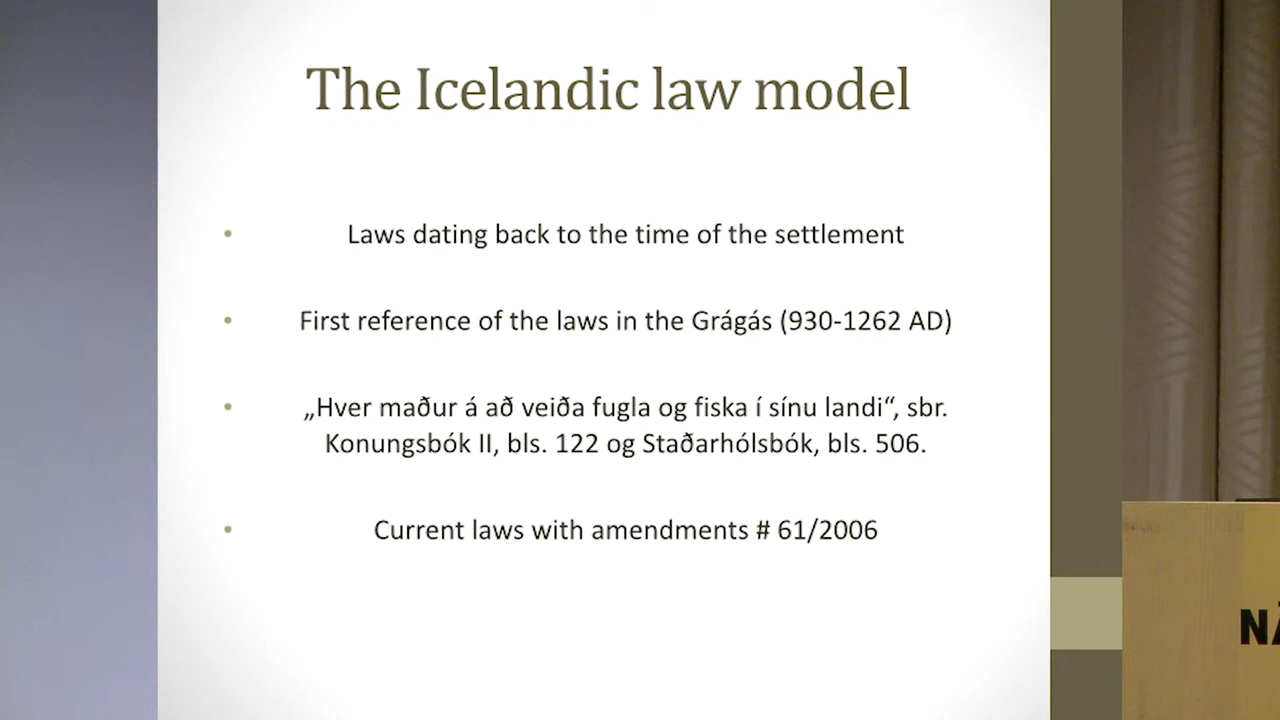 The Icelandic law model
• Laws dating back to the time of the settlement
• First reference of the laws in the Grágás (930-1262 AD)
• „Hver maður á að veiða fugla og fiska í sínu landi“, sbr.
Konungsbók II, bls. 122 og Staðarhólsbók, bls. 506.
• Current laws with amendments # 61/2006